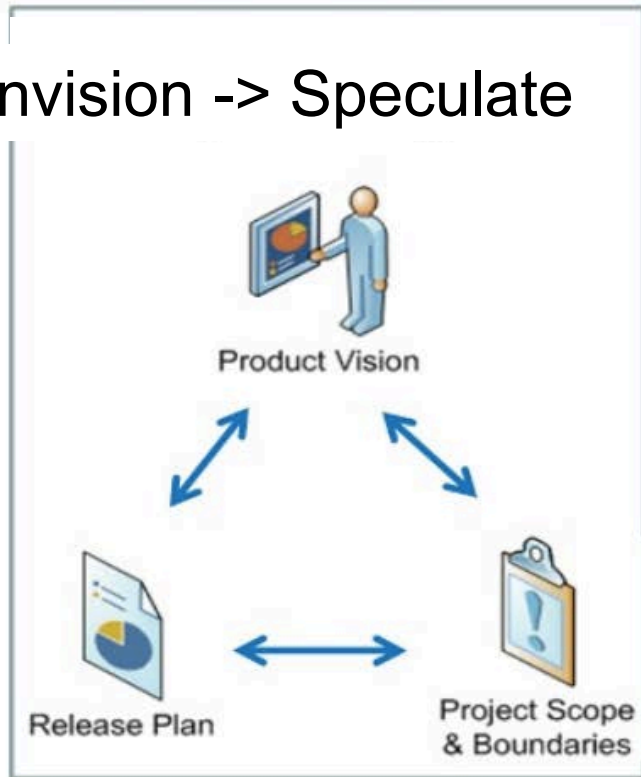 nvision -> Speculate
Product Vision
Release Plan
Project Scope
& Boundaries